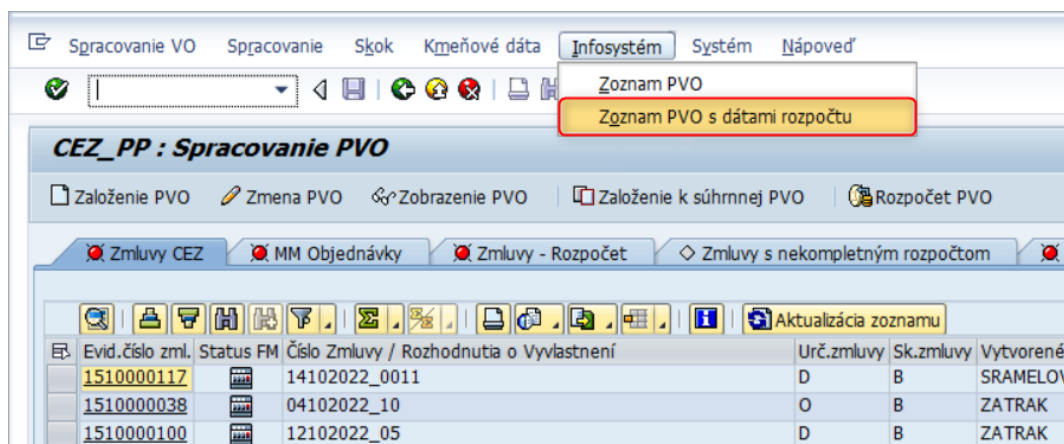 Spracovanie VO Spracovanie Skok Kmeňové dáta Infosystém Systém Nápoveď
Zoznam PVO
Zoznam PVO s dátami rozpočtu
CEZ_PP : Spracovanie PVO
Založenie PVO Zmena PVO Zobrazenie PVO Založenie k súhrnnej PVO Rozpočet PVO
Zmluvy CEZ MM Objednávky Zmluvy - Rozpočet Zmluvy s nekompletným rozpočtom
Aktualizácia zoznamu
Evid.číslo zml. Status FM Číslo Zmluvy / Rozhodnutia o Vyvlastnení Urč.zmluvy Sk.zmluvy Vytvorené
1510000117 14102022_0011 D B SRAMELOV
1510000038 04102022_10 O B ZATRAK
1510000100 12102022_05 D B ZATRAK